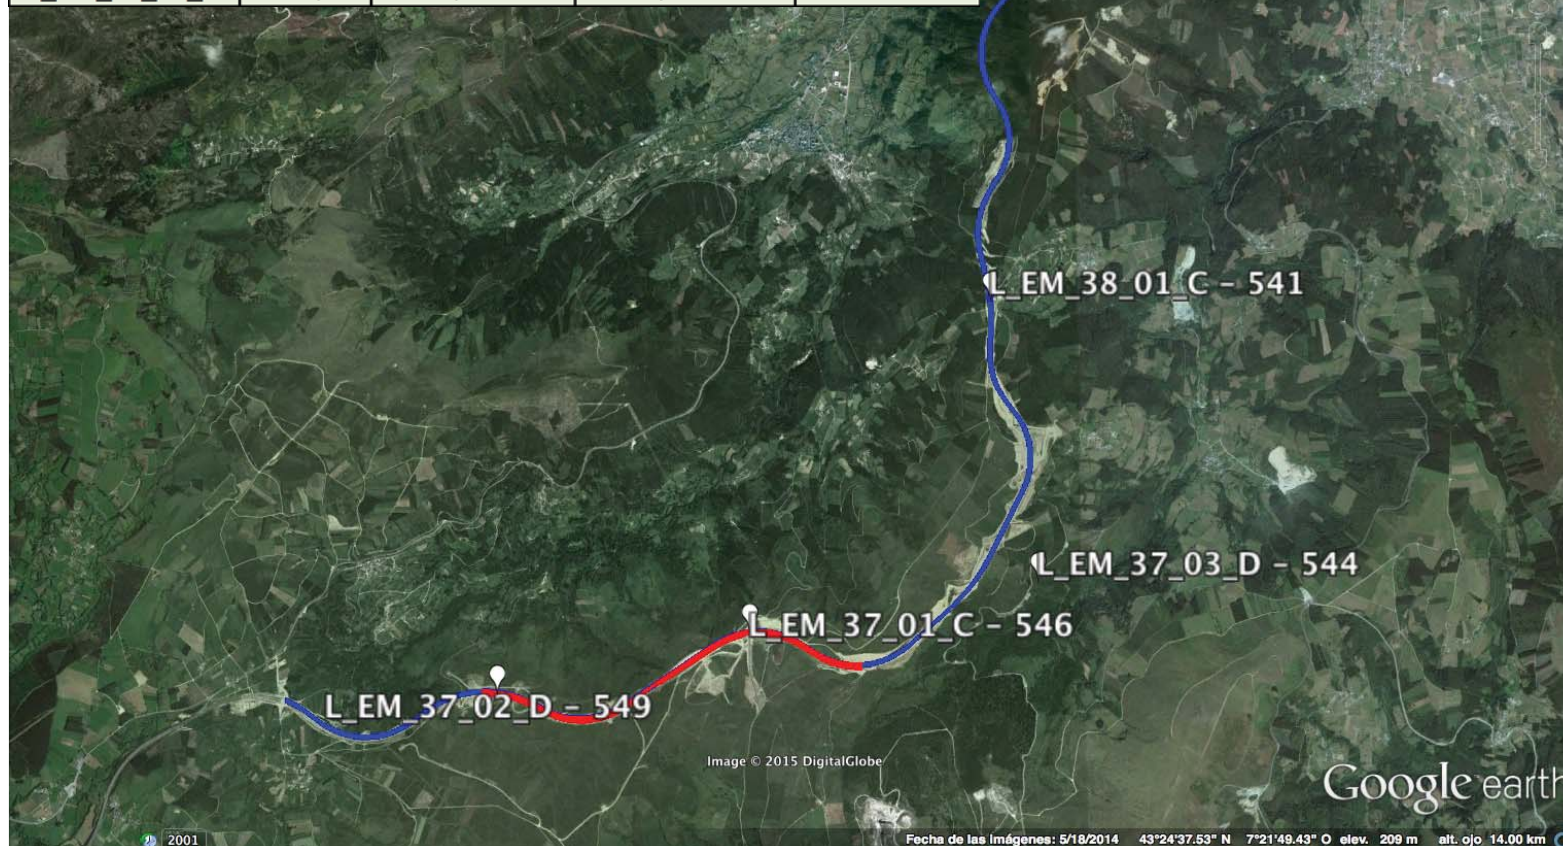 L_EM_38_01_C – 541
L_EM_37_03_D – 544
L_EM_37_01_C – 546
L_EM_37_02_D – 549
Image © 2015 DigitalGlobe
Google earth
2001
Fecha de las imágenes: 5/18/2014 43°24'37.53" N 7°21'49.43" O elev. 209 m alt. ojo 14.00 km